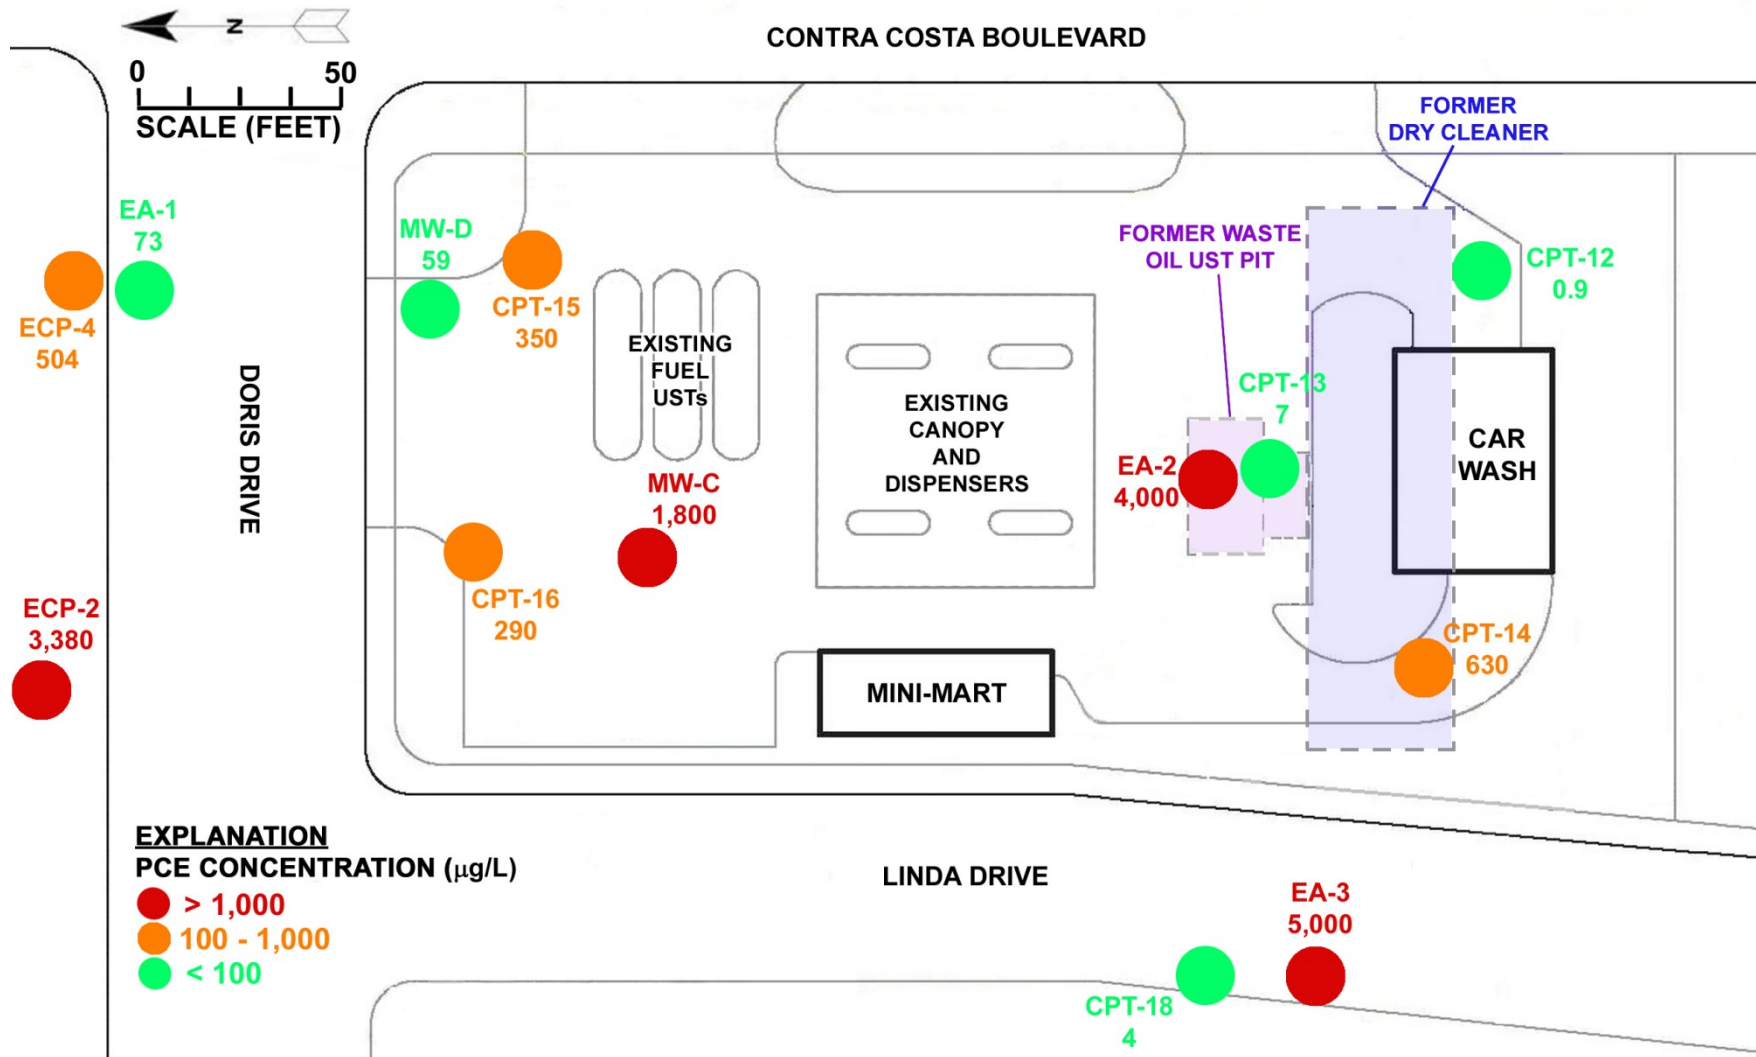 N
CONTRA COSTA BOULEVARD
0 50
SCALE (FEET)
FORMER
DRY CLEANER
EA-1
73
MW-D
59
FORMER WASTE
OIL UST PIT
CPT-12
0.9
ECP-4
504
CPT-15
350
EXISTING
FUEL
USTs
DORIS DRIVE
EXISTING
CANOPY
AND
DISPENSERS
CPT-13
7
CAR
WASH
EA-2
4,000
MW-C
1,800
ECP-2
3,380
CPT-16
290
MINI-MART
CPT-14
630
EXPLANATION
PCE CONCENTRATION (µg/L)
> 1,000
100 - 1,000
< 100
LINDA DRIVE
EA-3
5,000
CPT-18
4